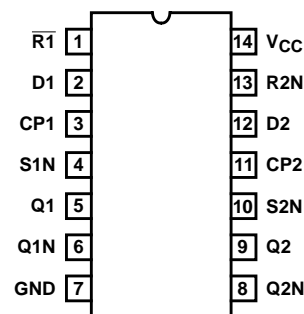 R1 1 14 VCC
D1 2 13 R2N
CP1 3 12 D2
S1N 4 11 CP2
Q1 5 10 S2N
Q1N 6 9 Q2
GND 7 8 Q2N